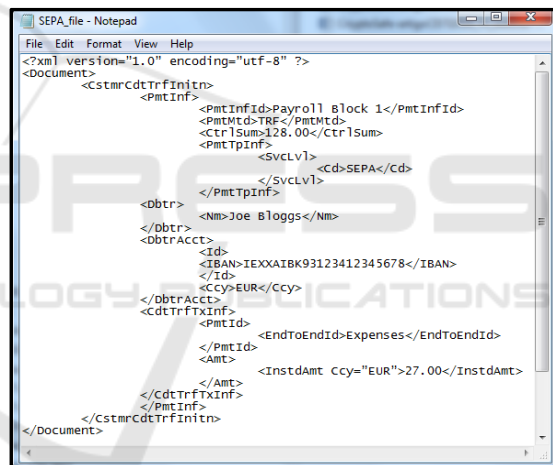 SEPA_file - Notepad
File Edit Format View Help
<?xml version="1.0" encoding="utf-8" ?>
<Document>
<CstmrCdtTrfInitn>
<PmtInf>
<PmtInfId>Payroll Block 1</PmtInfId>
<PmtMtd>TRF</PmtMtd>
<CtrlSum>128.00</CtrlSum>
<PmtTpInf>
<SvcLvl>
<Cd>SEPA</Cd>
</SvcLvl>
</PmtTpInf>
<Dbtr>
<Nm>Joe Bloggs</Nm>
</Dbtr>
<DbtrAcct>
<Id>
<IBAN>IEXXAIBK93123412345678</IBAN>
</Id>
<Ccy>EUR</Ccy>
</DbtrAcct>
<CdtTrfTxInf>
<PmtId>
<EndToEndId>Expenses</EndToEndId>
</PmtId>
<Amt>
<InstdAmt Ccy="EUR">27.00</InstdAmt>
</Amt>
</CdtTrfTxInf>
</PmtInf>
</CstmrCdtTrfInitn>
</Document>